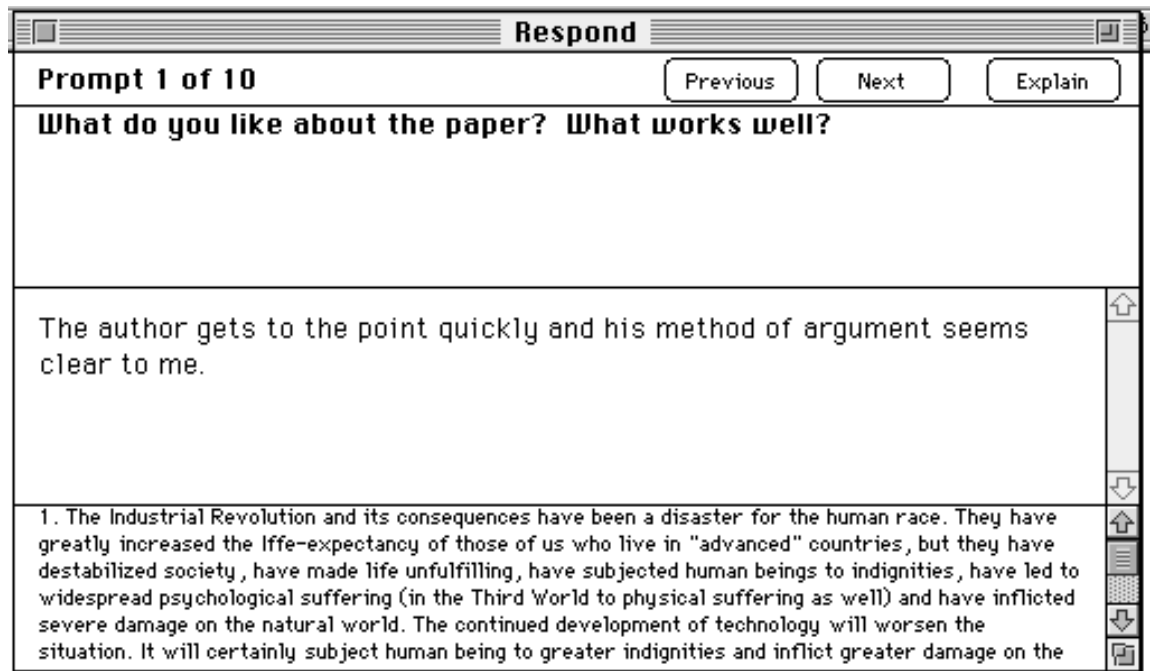 Respond
Prompt 1 of 10
Previous
Next
Explain
What do you like about the paper?  What works well?
The author gets to the point quickly and his method of argument seems
clear to me.
1. The Industrial Revolution and its consequences have been a disaster for the human race. They have
greatly increased the lffe-expectancy of those of us who live in "advanced" countries, but they have
destabilized society, have made life unfulfilling, have subjected human beings to indignities, have led to
widespread psychological suffering (in the Third World to physical suffering as well) and have inflicted
severe damage on the natural world. The continued development of technology will worsen the
situation. It will certainly subject human being to greater indignities and inflict greater damage on the